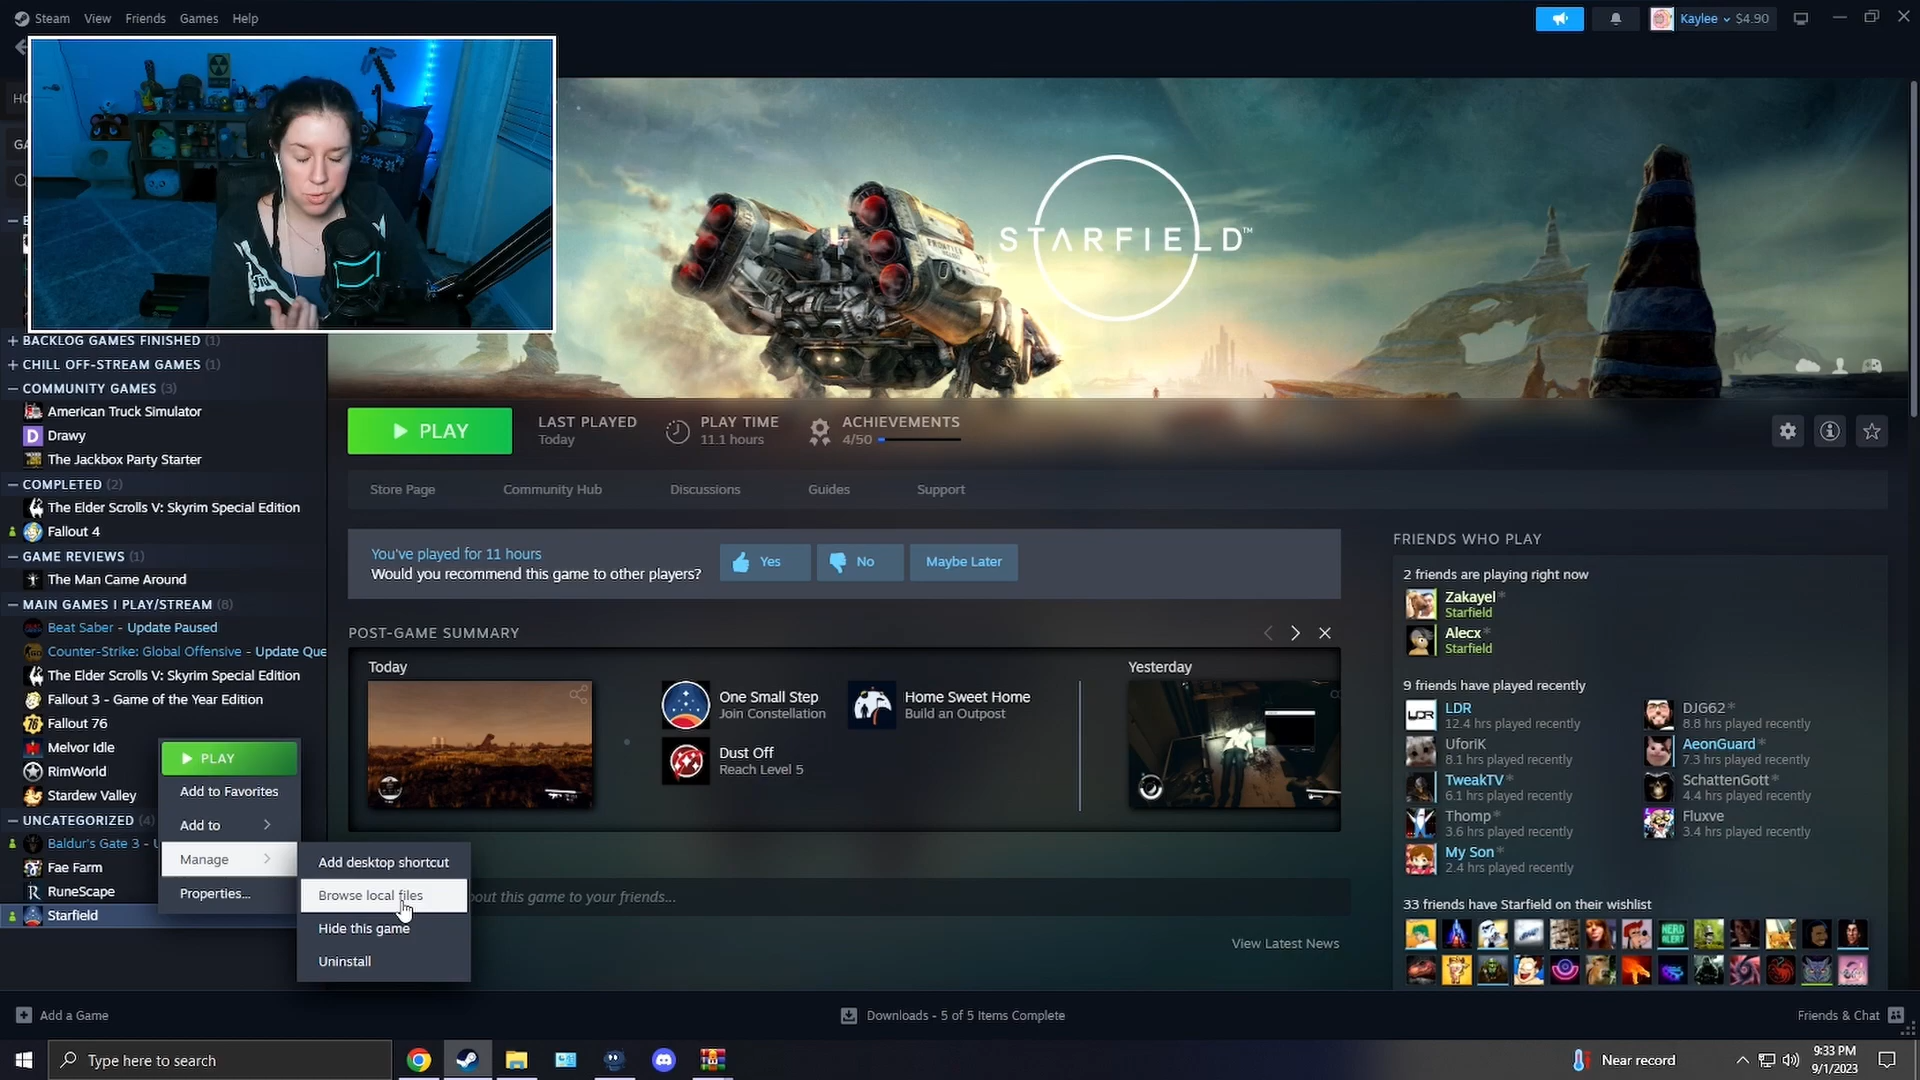 Steam View Friends Games Help
Kaylee $4.90
STARFIELD™
FRONTIER
BACKLOG GAMES FINISHED (1)
CHILL OFF-STREAM GAMES (1)
COMMUNITY GAMES (3)
American Truck Simulator
Drawy
The Jackbox Party Starter
COMPLETED (2)
The Elder Scrolls V: Skyrim Special Edition
Fallout 4
GAME REVIEWS (1)
The Man Came Around
MAIN GAMES I PLAY/STREAM (8)
Beat Saber - Update Paused
Counter-Strike: Global Offensive - Update Que
The Elder Scrolls V: Skyrim Special Edition
Fallout 3 - Game of the Year Edition
Fallout 76
Melvor Idle
RimWorld
Stardew Valley
UNCATEGORIZED (4)
Baldur's Gate 3 - U
Fae Farm
RuneScape
Starfield
PLAY
Add to Favorites
Add to
Manage
Properties...
Add desktop shortcut
Browse local files
Hide this game
Uninstall
PLAY
LAST PLAYED
Today
PLAY TIME
11.1 hours
ACHIEVEMENTS
4/50
Store Page Community Hub Discussions Guides Support
You've played for 11 hours
Would you recommend this game to other players?
Yes No Maybe Later
POST-GAME SUMMARY
Today
One Small Step
Join Constellation
Home Sweet Home
Build an Outpost
Dust Off
Reach Level 5
Yesterday
bout this game to your friends...
View Latest News
FRIENDS WHO PLAY
2 friends are playing right now
Zakayel*
Starfield
Alecx*
Starfield
9 friends have played recently
LDR
12.4 hrs played recently
UforiK
8.1 hrs played recently
TweakTV*
6.1 hrs played recently
Thomp*
3.6 hrs played recently
My Son*
2.4 hrs played recently
DJG62*
8.8 hrs played recently
AeonGuard*
7.3 hrs played recently
SchattenGott*
4.4 hrs played recently
Fluxve
3.4 hrs played recently
33 friends have Starfield on their wishlist
Add a Game
Downloads - 5 of 5 Items Complete
Friends & Chat
Type here to search
Near record
9:33 PM
9/1/2023